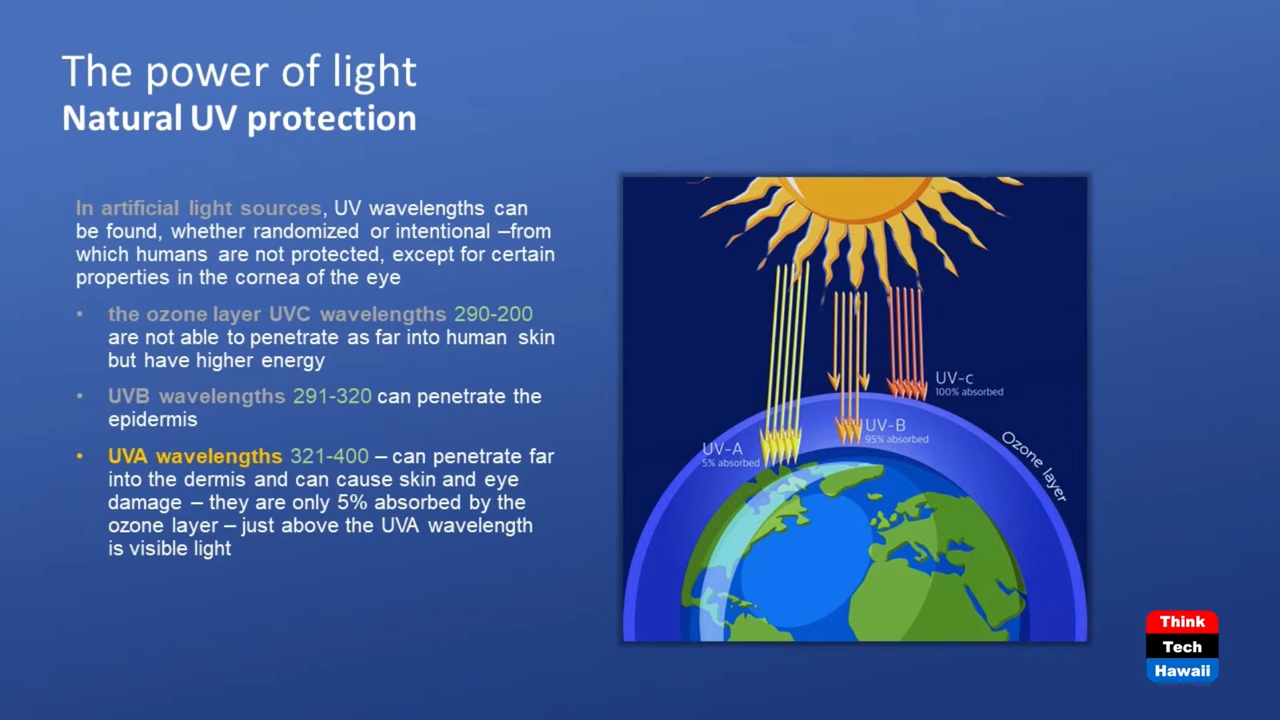 The power of light
Natural UV protection
In artificial light sources, UV wavelengths can
be found, whether randomized or intentional –from
which humans are not protected, except for certain
properties in the cornea of the eye
• the ozone layer UVC wavelengths 290-200
are not able to penetrate as far into human skin
but have higher energy
• UVB wavelengths 291-320 can penetrate the
epidermis
• UVA wavelengths 321-400 – can penetrate far
into the dermis and can cause skin and eye
damage – they are only 5% absorbed by the
ozone layer – just above the UVA wavelength
is visible light
UV-c
100% absorbed
UV-B
95% absorbed
UV-A
5% absorbed
Ozone layer
Think
Tech
Hawaii